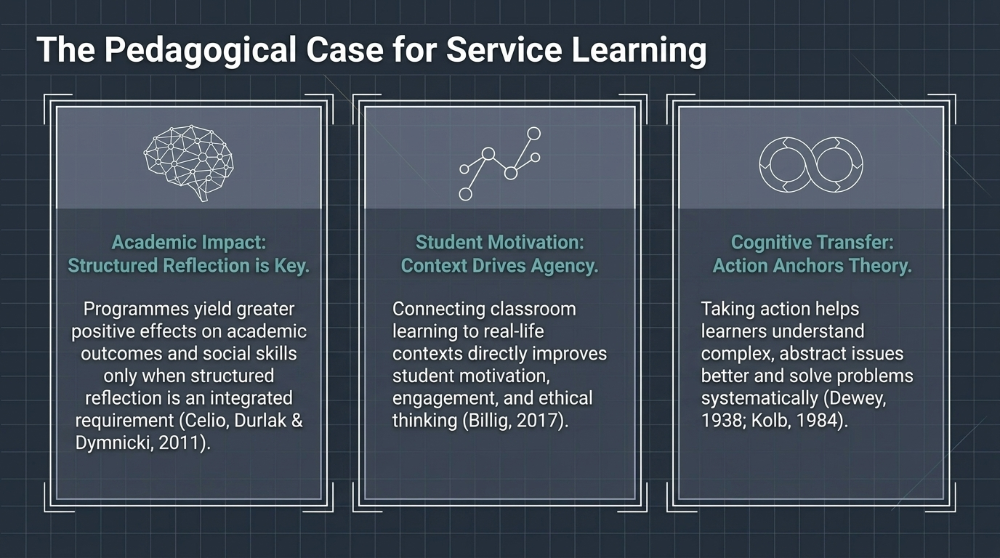 The Pedagogical Case for Service Learning
Academic Impact:
Structured Reflection is Key.
Programmes yield greater
positive effects on academic
outcomes and social skills
only when structured
reflection is an integrated
requirement (Celio, Durlak &
Dymnicki, 2011).
Student Motivation:
Context Drives Agency.
Connecting classroom
learning to real-life
contexts directly improves
student motivation,
engagement, and ethical
thinking (Billig, 2017).
Cognitive Transfer:
Action Anchors Theory.
Taking action helps
learners understand
complex, abstract issues
better and solve problems
systematically (Dewey,
1938; Kolb, 1984).